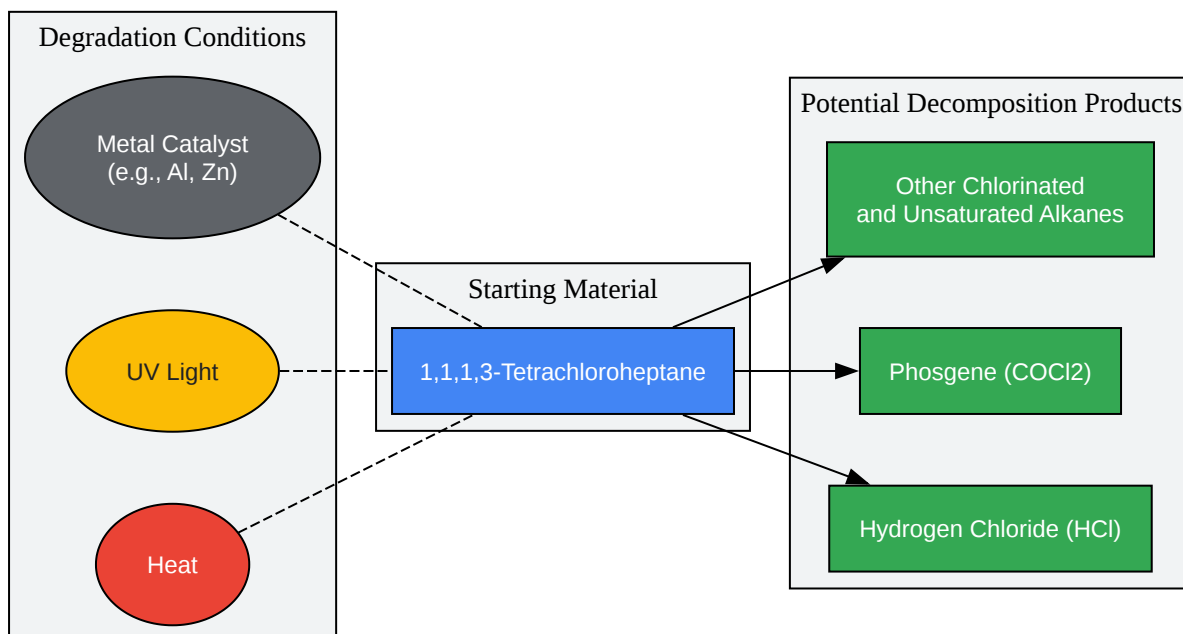 Degradation Conditions
Metal Catalyst
(e.g., Al, Zn)
UV Light
Heat
Starting Material
1,1,1,3-Tetrachloroheptane
Potential Decomposition Products
Other Chlorinated
and Unsaturated Alkanes
Phosgene (COCl2)
Hydrogen Chloride (HCl)